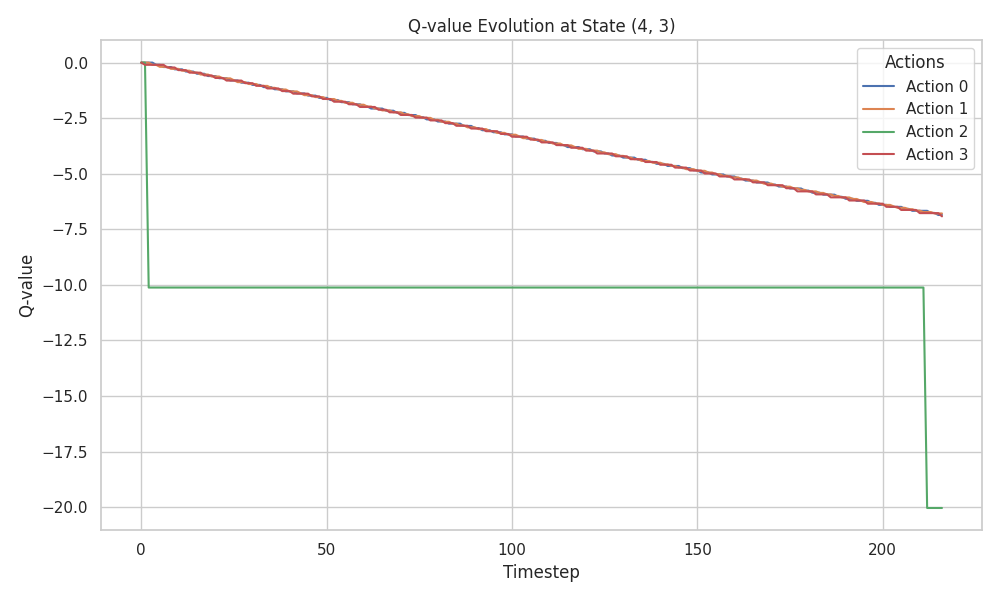 Q-value Evolution at State (4, 3)
Q-value
0.0
−2.5
−5.0
−7.5
−10.0
−12.5
−15.0
−17.5
−20.0
Actions
Action 0
Action 1
Action 2
Action 3
0
50
100
150
200
Timestep